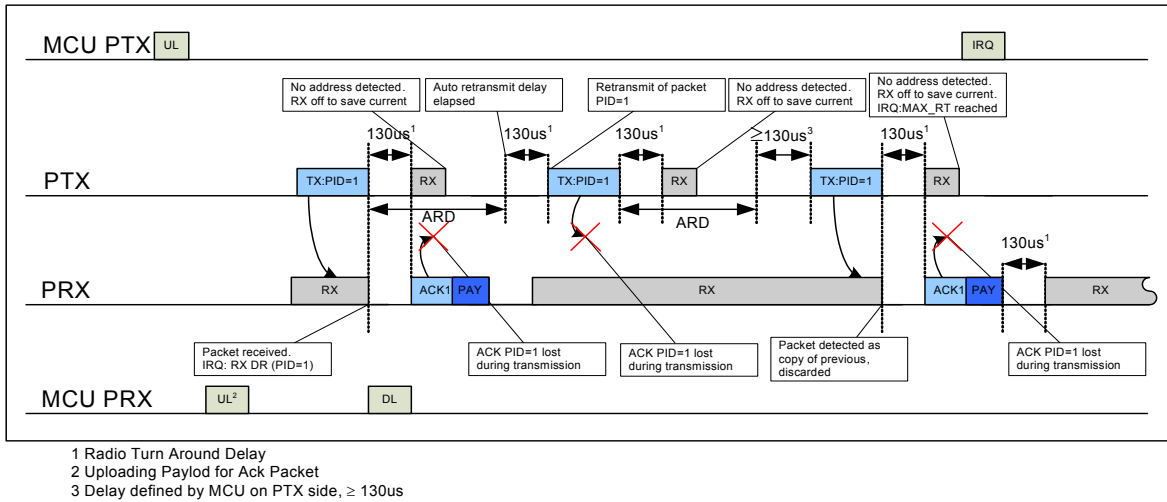 MCU PTX
UL
IRQ
No address detected.
RX off to save current
Auto retransmit delay
elapsed
Retransmit of packet
PID=1
No address detected.
RX off to save current
No address detected.
RX off to save current.
IRQ:MAX_RT reached
130us1
130us1
130us1
≥130us3
130us1
PTX
TX:PID=1
RX
TX:PID=1
RX
TX:PID=1
RX
ARD
ARD
130us1
PRX
RX
ACK1
PAY
RX
ACK1
PAY
RX
Packet received.
IRQ: RX DR (PID=1)
ACK PID=1 lost
during transmission
ACK PID=1 lost
during transmission
Packet detected as
copy of previous,
discarded
ACK PID=1 lost
during transmission
MCU PRX
UL2
DL
1 Radio Turn Around Delay
2 Uploading Paylod for Ack Packet
3 Delay defined by MCU on PTX side, ≥ 130us